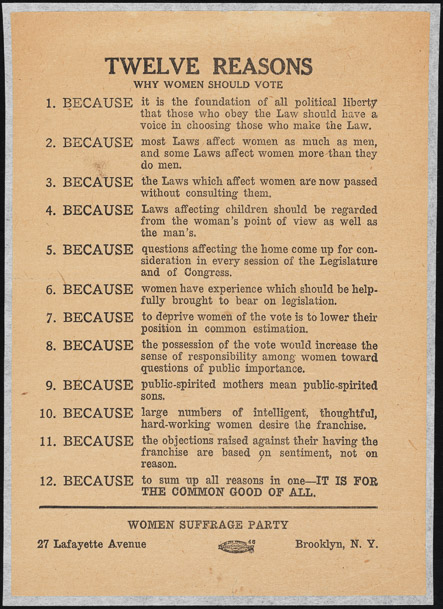 TWELVE REASONS
WHY WOMEN SHOULD VOTE
1. BECAUSE it is the foundation of all political liberty
that those who obey the Law should have a
voice in choosing those who make the Law.
2. BECAUSE most Laws affect women as much as men,
and some Laws affect women more than they
do men.
3. BECAUSE the Laws which affect women are now passed
without consulting them.
4. BECAUSE Laws affecting children should be regarded
from the woman's point of view as well as
the man's.
5. BECAUSE questions affecting the home come up for con-
sideration in every session of the Legislature
and of Congress.
6. BECAUSE women have experience which should be help-
fully brought to bear on legislation.
7. BECAUSE to deprive women of the vote is to lower their
position in common estimation.
8. BECAUSE the possession of the vote would increase the
sense of responsibility among women toward
questions of public importance.
9. BECAUSE public-spirited mothers mean public-spirited
sons.
10. BECAUSE large numbers of intelligent, thoughtful,
hard-working women desire the franchise.
11. BECAUSE the objections raised against their having the
franchise are based on sentiment, not on
reason.
12. BECAUSE to sum up all reasons in one—IT IS FOR
THE COMMON GOOD OF ALL.
WOMEN SUFFRAGE PARTY
27 Lafayette Avenue Brooklyn, N. Y.